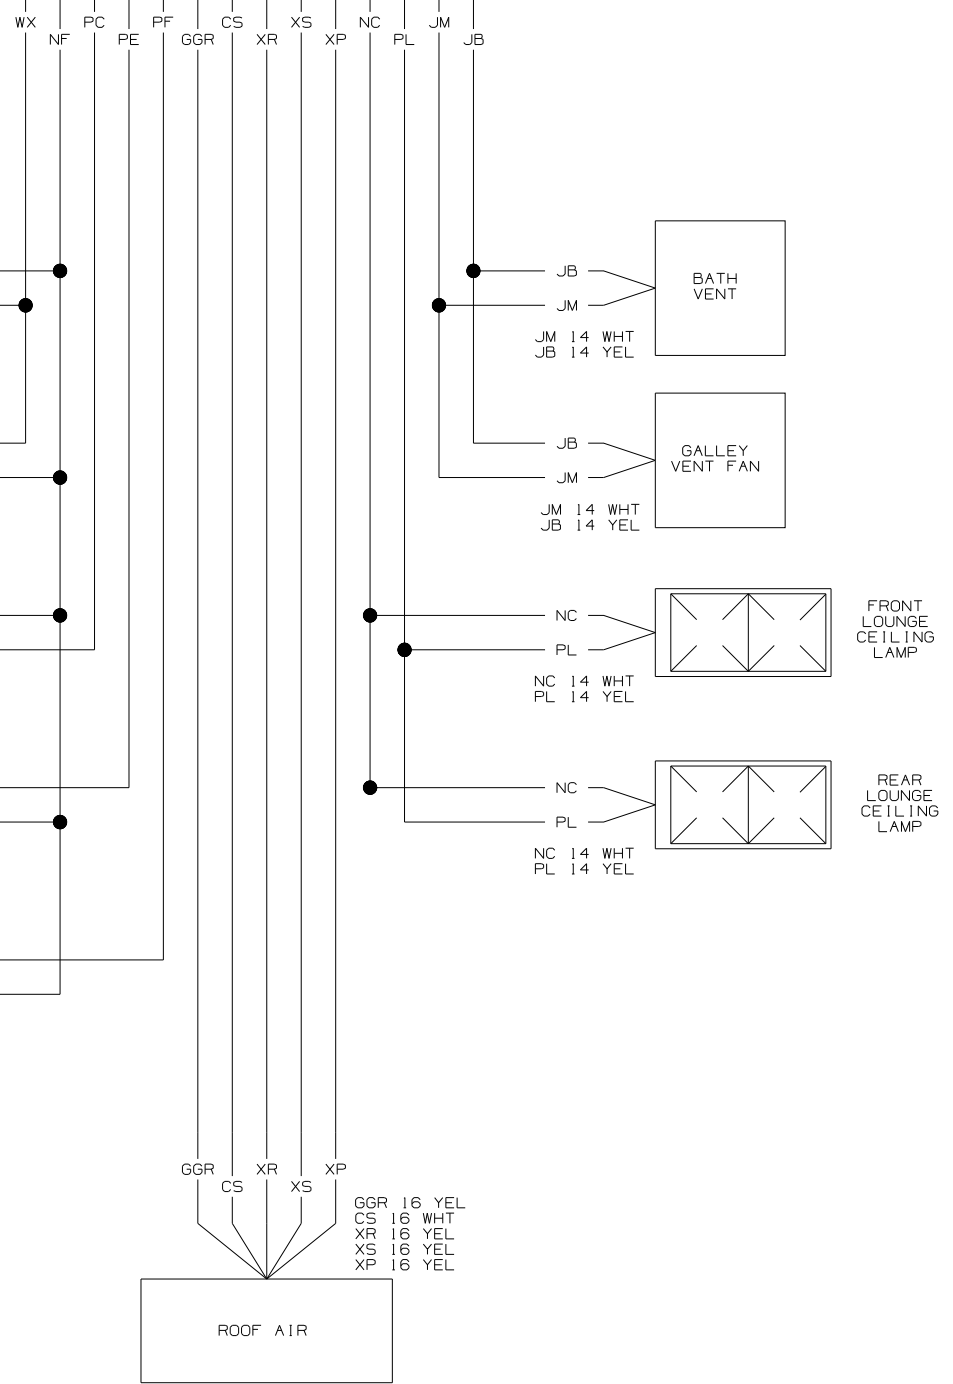 WX PC PF CS XS NC JM
NF PE GGR XR XP PL JB
JB
JM
BATH
VENT
JM 14 WHT
JB 14 YEL
JB
JM
GALLEY
VENT FAN
JM 14 WHT
JB 14 YEL
NC
PL
FRONT
LOUNGE
CEILING
LAMP
NC 14 WHT
PL 14 YEL
NC
PL
REAR
LOUNGE
CEILING
LAMP
NC 14 WHT
PL 14 YEL
GGR XR XP
CS XS
GGR 16 YEL
CS 16 WHT
XR 16 YEL
XS 16 YEL
XP 16 YEL
ROOF AIR